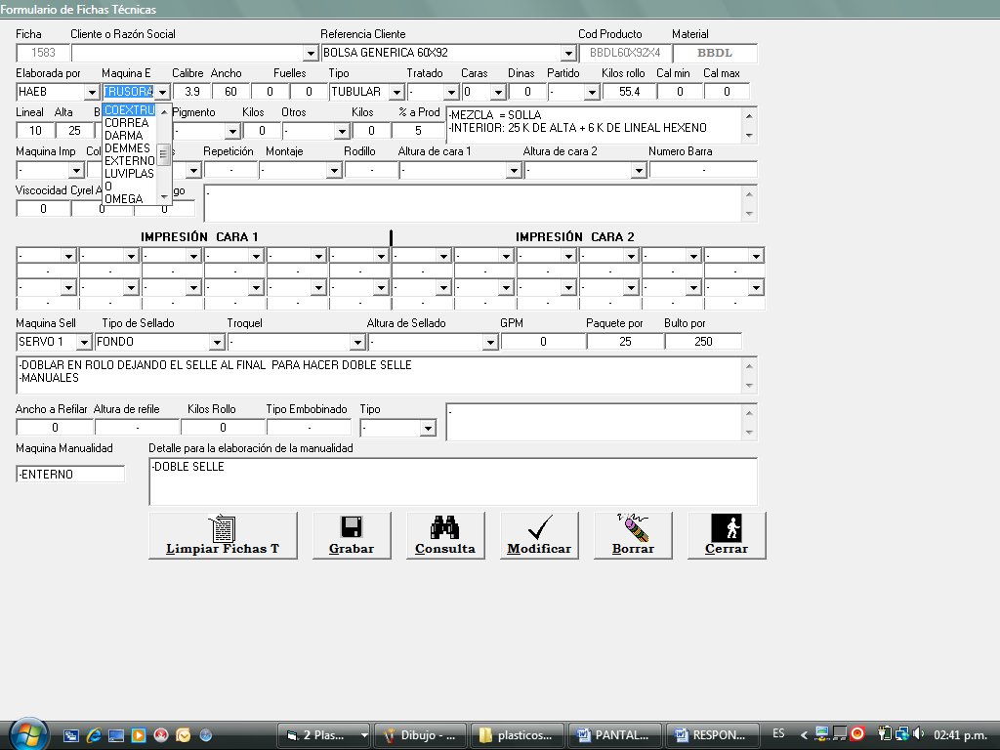 Formulario de Fichas Técnicas
Ficha Cliente o Razón Social Referencia Cliente Cod Producto Material
1583 BOLSA GENERICA 60X92 BBDL60X92X4 BBDL
Elaborada por Maquina E Calibre Ancho Fuelles Tipo Tratado Caras Dinas Partido Kilos rollo Cal min Cal max
HAEB TRUSORA 3.9 60 0 0 TUBULAR - 0 0 - 55.4 0 0
COEXTRU
CORREA
DARMA
DEMMES
EXTERNO
LUVIPLAS
O
OMEGA
Lineal Alta B Pigmento Kilos Otros Kilos % a Prod
10 25 - 0 - 0 5
-MEZCLA = SOLLA
-INTERIOR: 25 K DE ALTA + 6 K DE LINEAL HEXENO
Maquina Imp Col s Repetición Montaje Rodillo Altura de cara 1 Altura de cara 2 Numero Barra
- - - - - - -
Viscocidad Cyrel A go
0 0 0 -
IMPRESIÓN CARA 1 IMPRESIÓN CARA 2
- - - - - - - - - - - -
- - - - - - - - - - - -
- - - - - - - - - - - -
- - - - - - - - - - - -
Maquina Sell Tipo de Sellado Troquel Altura de Sellado GPM Paquete por Bulto por
SERVO 1 FONDO - - 0 25 250
-DOBLAR EN ROLO DEJANDO EL SELLE AL FINAL PARA HACER DOBLE SELLE
-MANUALES
Ancho a Refilar Altura de refile Kilos Rollo Tipo Embobinado Tipo
0 - 0 - - -
Maquina Manualidad Detalle para la elaboración de la manualidad
-ENTERNO -DOBLE SELLE
Limpiar Fichas T Grabar Consulta Modificar Borrar Cerrar
2 Plas... Dibujo - ... plasticos... PANTAL... RESPON... ES 02:41 p.m.